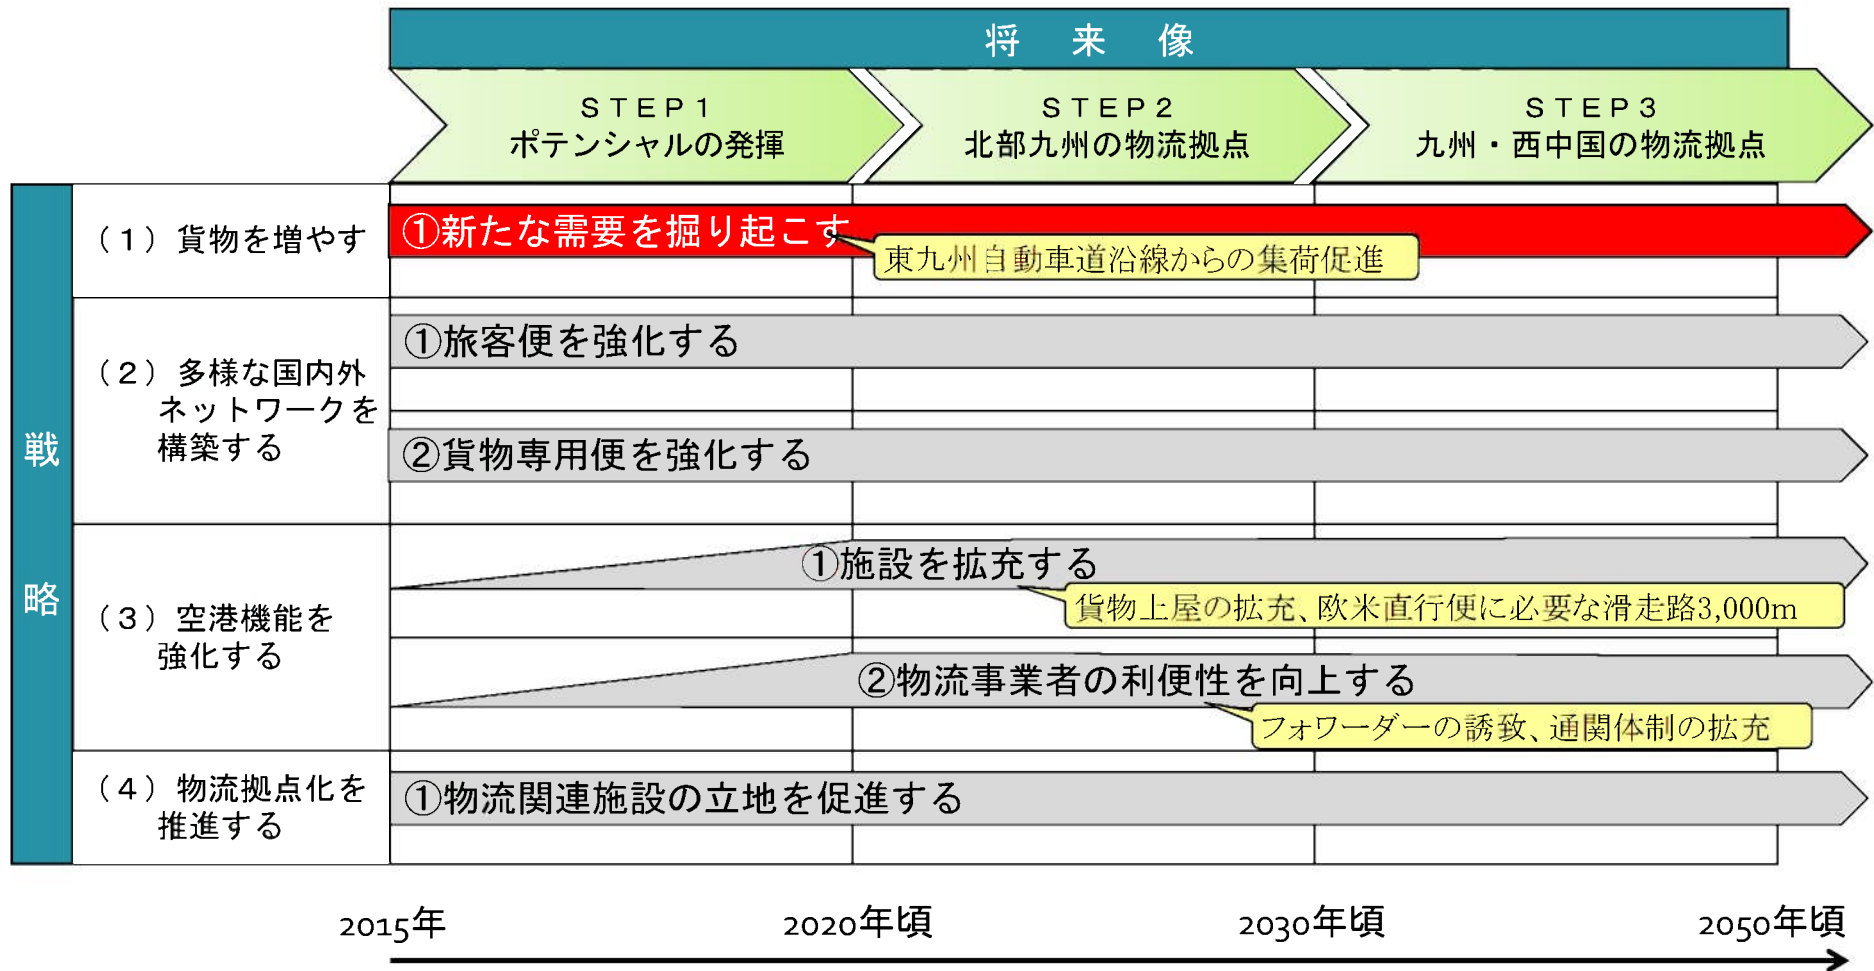 将来像
STEP1
ポテンシャルの発揮
STEP2
北部九州の物流拠点
STEP3
九州・西中国の物流拠点
戦略
(1)貨物を増やす
①新たな需要を掘り起こす
東九州自動車道沿線からの集荷促進
(2)多様な国内外
ネットワークを
構築する
①旅客便を強化する
②貨物専用便を強化する
(3)空港機能を
強化する
①施設を拡充する
貨物上屋の拡充、欧米直行便に必要な滑走路3,000m
②物流事業者の利便性を向上する
フォワーダーの誘致、通関体制の拡充
(4)物流拠点化を
推進する
①物流関連施設の立地を促進する
2015年
2020年頃
2030年頃
2050年頃